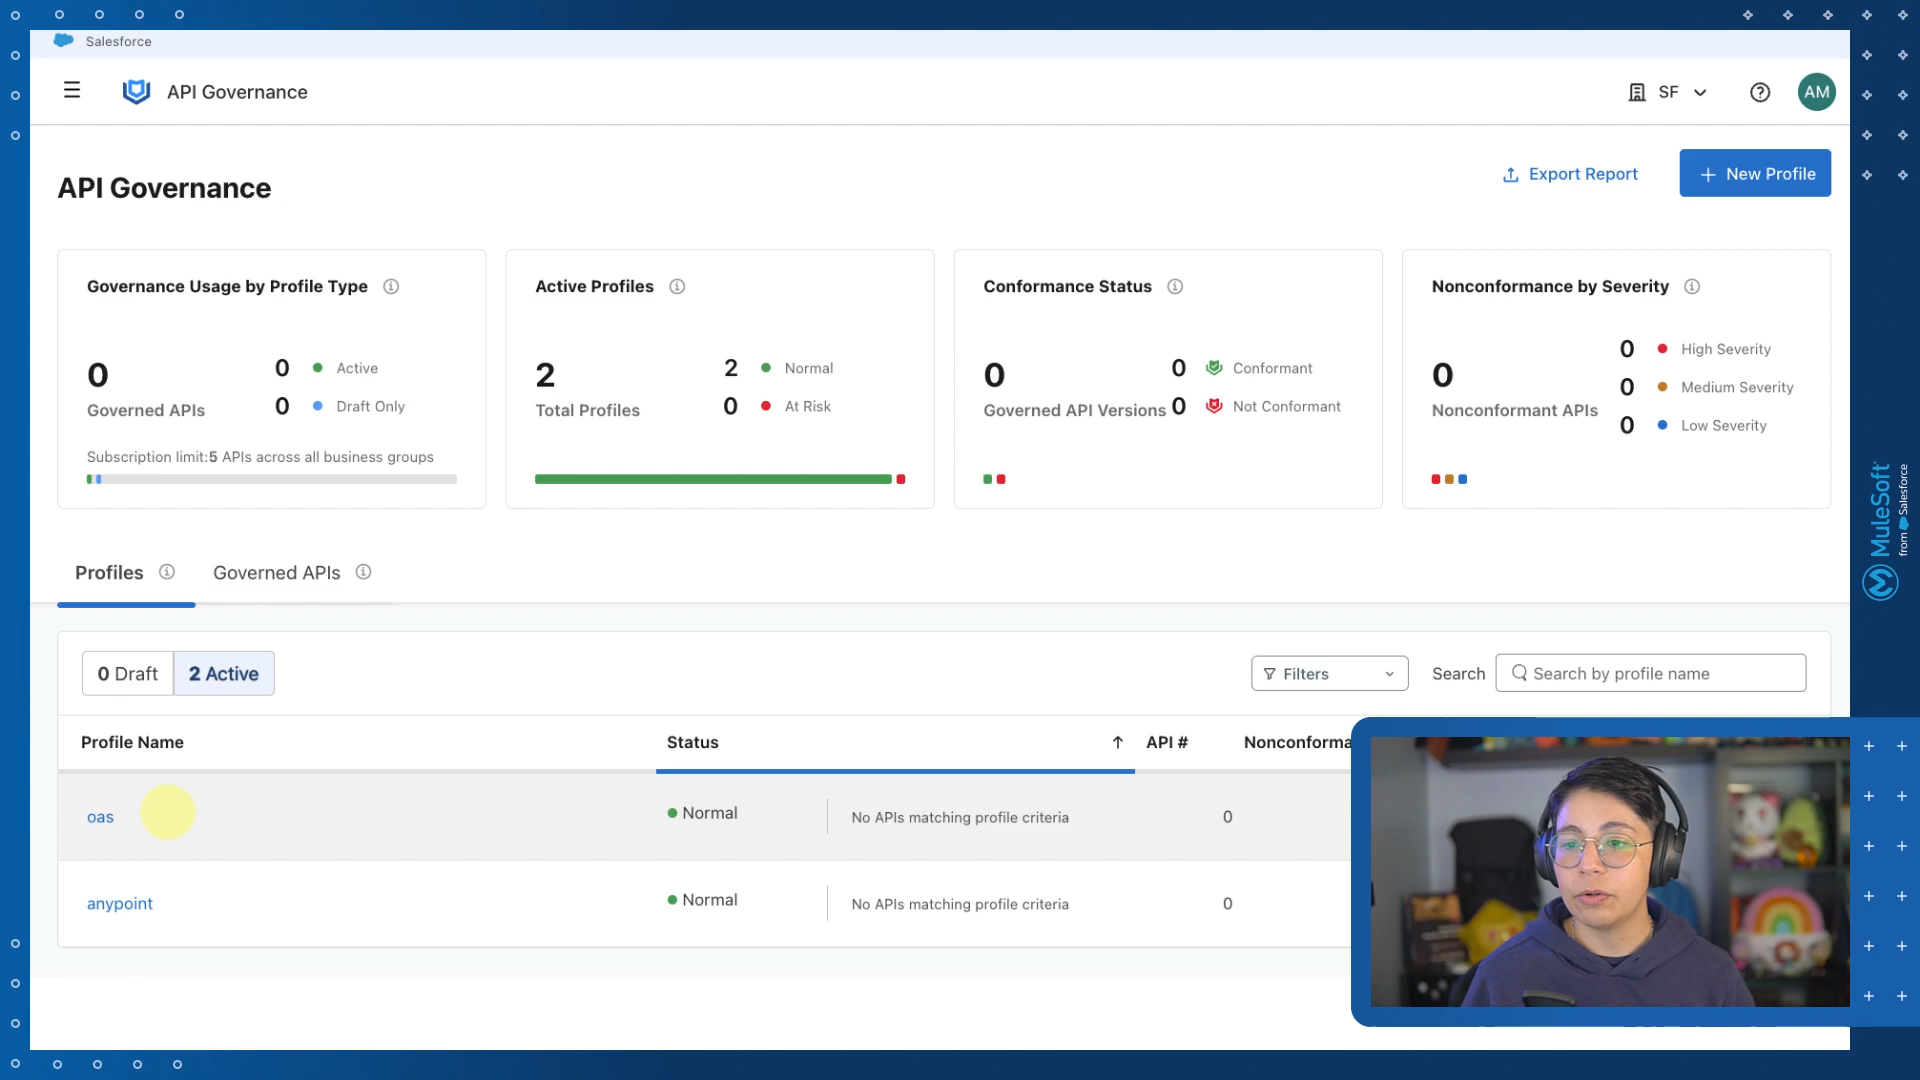 Salesforce
API Governance
SF
AM
API Governance
Export Report
New Profile
Governance Usage by Profile Type
0
Governed APIs
0 Active
0 Draft Only
Subscription limit:5 APIs across all business groups
Active Profiles
2
Total Profiles
2 Normal
0 At Risk
Conformance Status
0
Governed API Versions
0 Conformant
0 Not Conformant
Nonconformance by Severity
0
Nonconformant APIs
0 High Severity
0 Medium Severity
0 Low Severity
Profiles
Governed APIs
0 Draft
2 Active
Filters
Search
Search by profile name
Profile Name Status API # Nonconforma
oas Normal No APIs matching profile criteria 0
anypoint Normal No APIs matching profile criteria 0
MuleSoft
from Salesforce